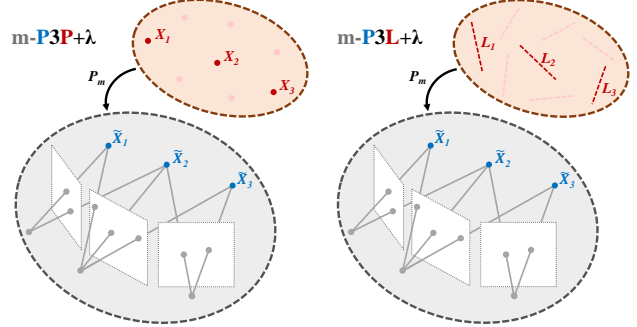 m-P3P+λ
X₁
X₂
X₃
Pₘ
X̃₁
X̃₂
X̃₃
m-P3L+λ
L₁
L₂
L₃
Pₘ
X̃₁
X̃₂
X̃₃